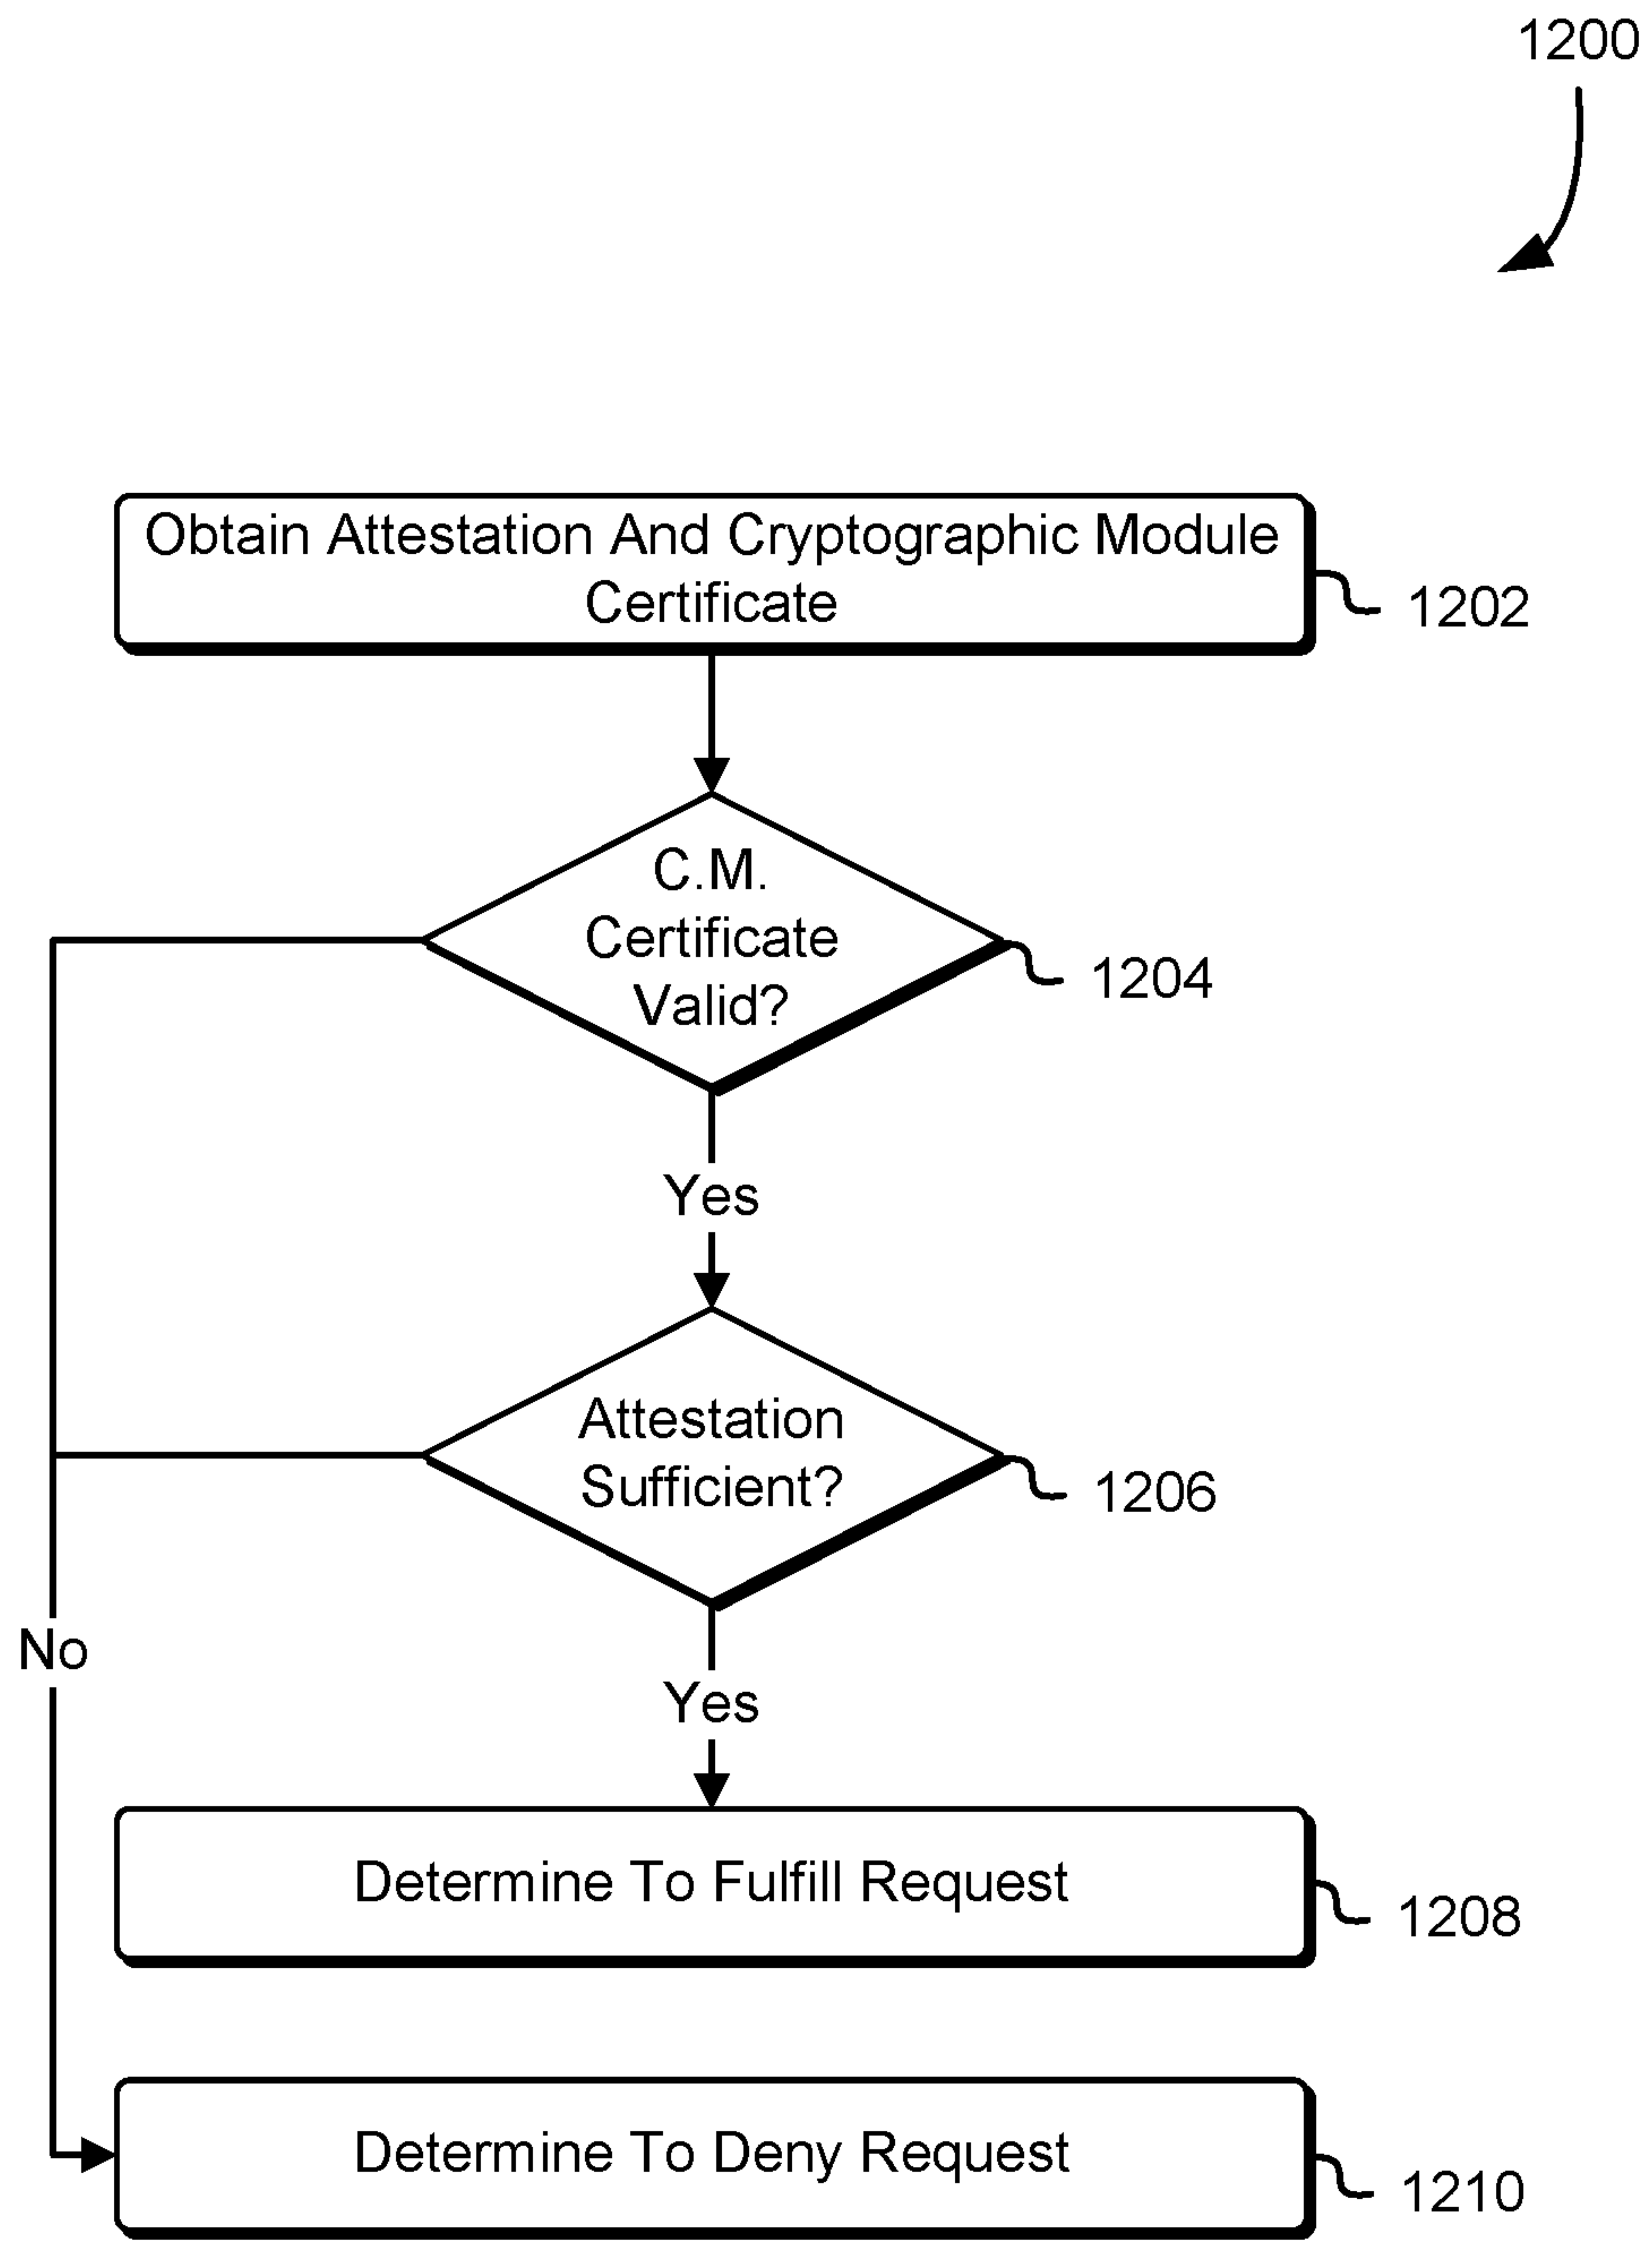 1200
Obtain Attestation And Cryptographic Module
Certificate
1202
C.M.
Certificate
Valid?
1204
Yes
Attestation
Sufficient?
1206
No
Yes
Determine To Fulfill Request
1208
Determine To Deny Request
1210